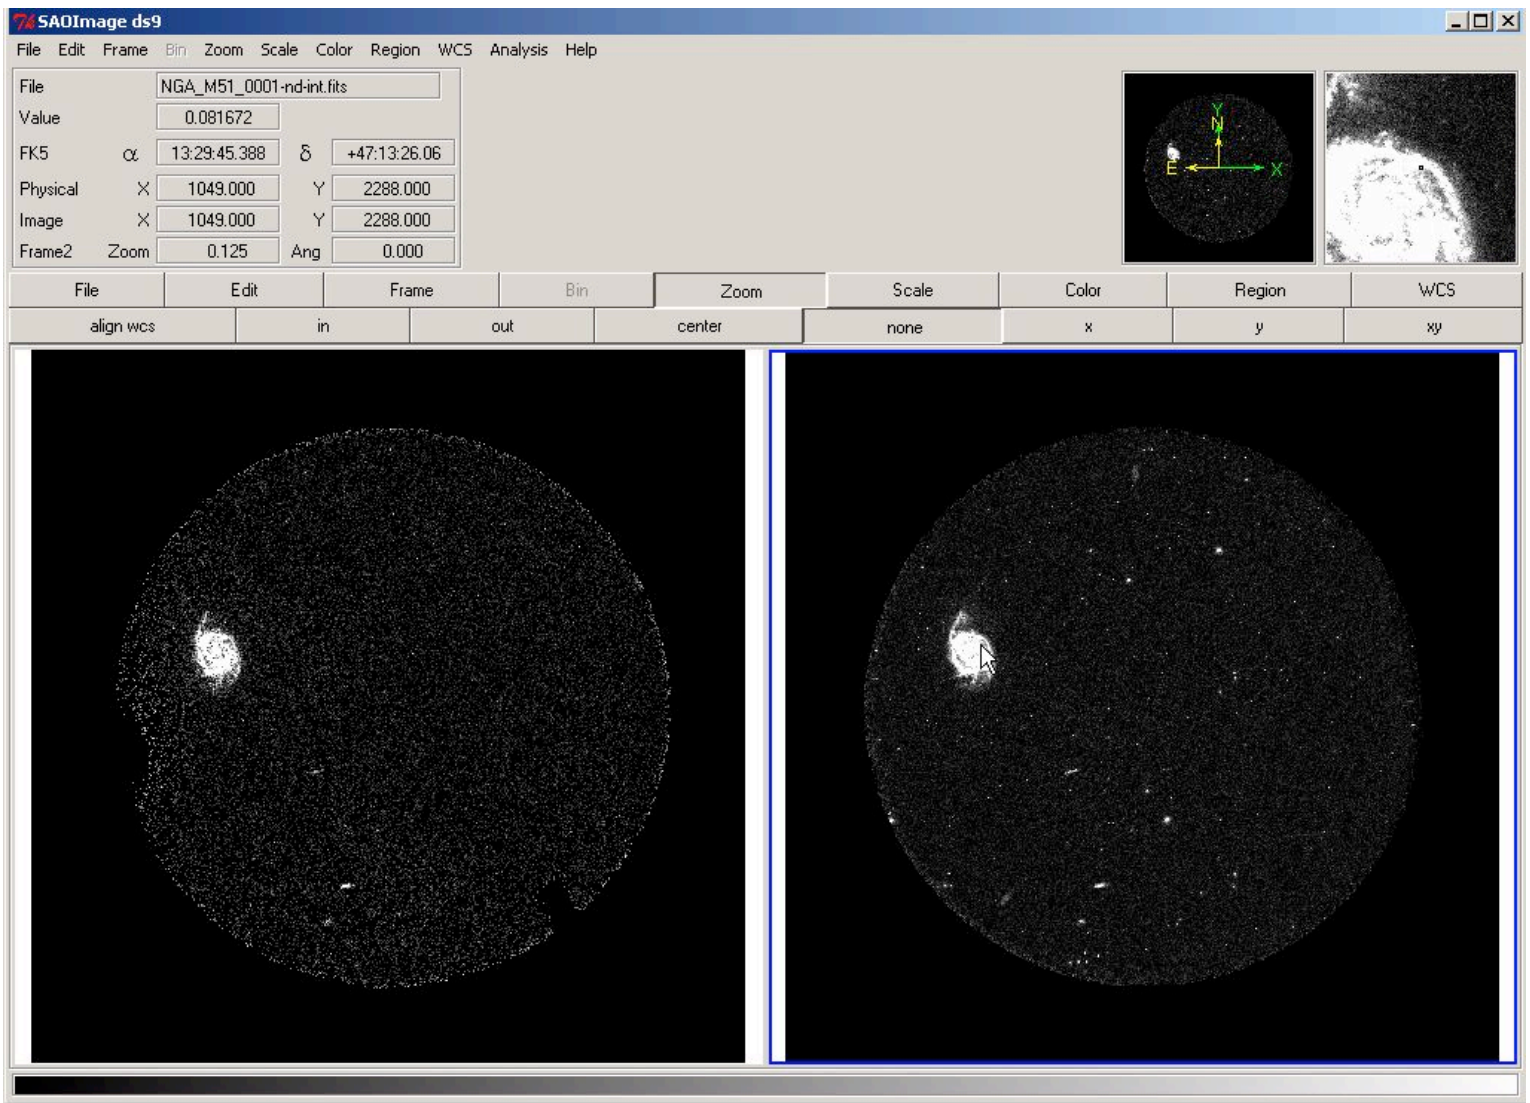 SAOImage ds9
File Edit Frame Bin Zoom Scale Color Region WCS Analysis Help
File NGA_M51_0001-nd-int.fits
Value 0.081672
FK5 α 13:29:45.388 δ +47:13:26.06
Physical X 1049.000 Y 2288.000
Image X 1049.000 Y 2288.000
Frame2 Zoom 0.125 Ang 0.000
Y
N
E X
File Edit Frame Bin Zoom Scale Color Region WCS
align wcs in out center none x y xy